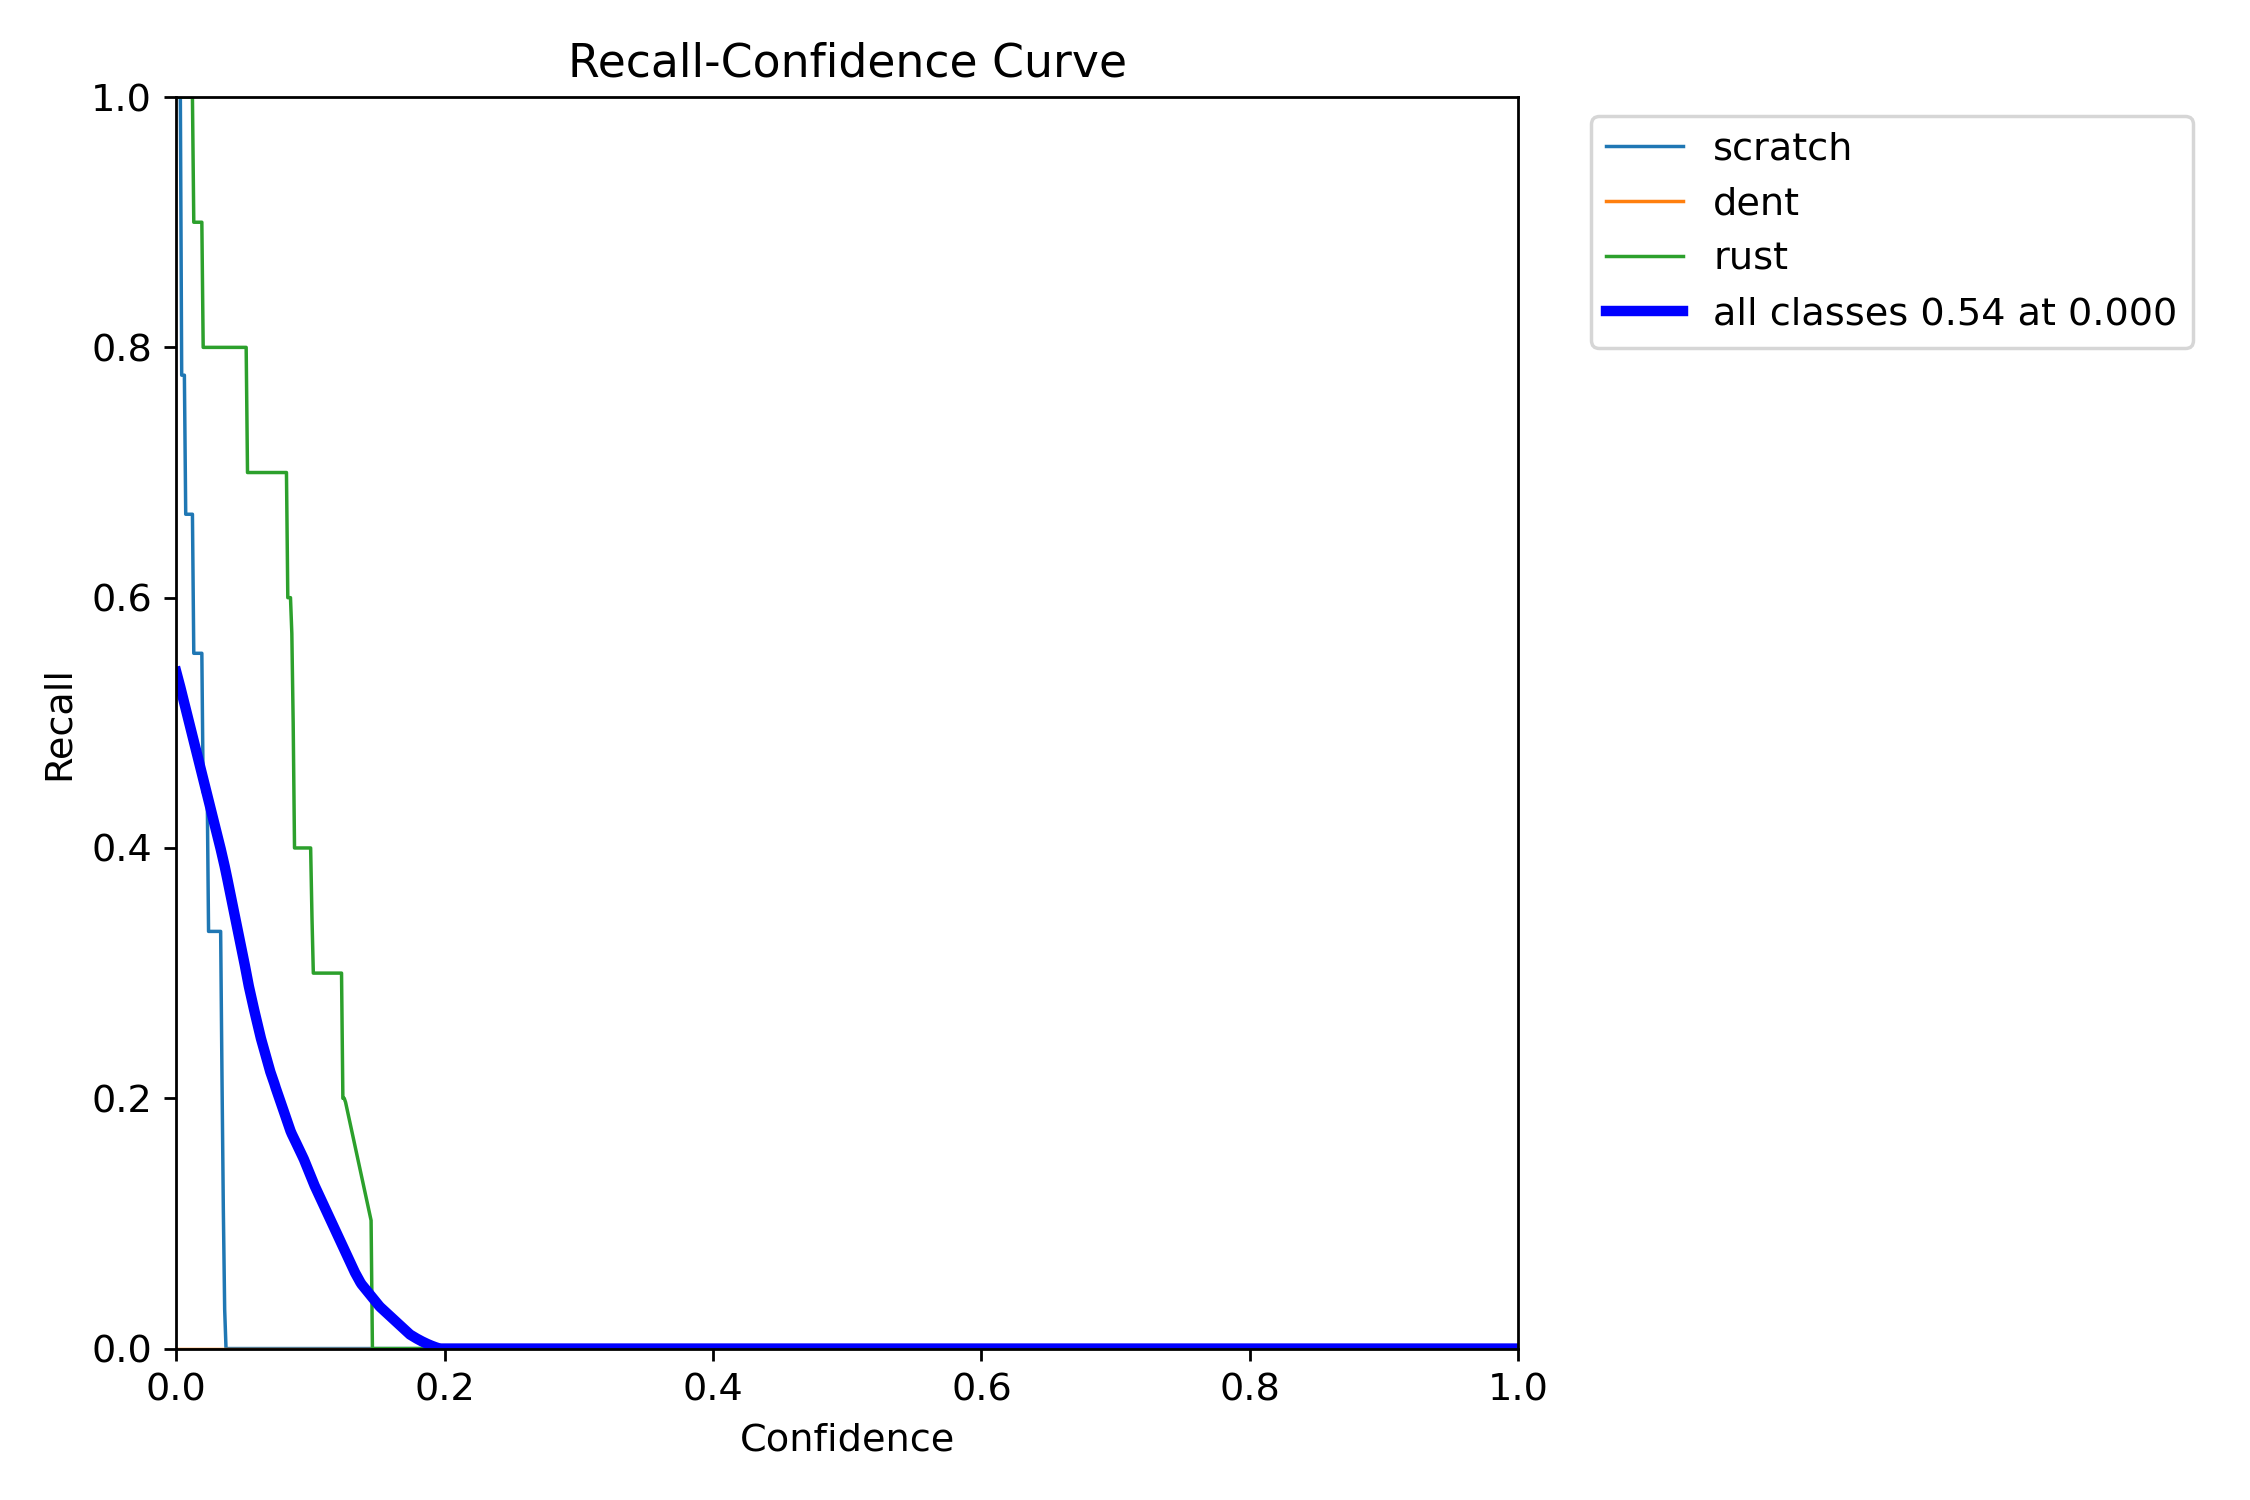 Recall-Confidence Curve
1.0
0.8
0.6
0.4
0.2
0.0
Recall
0.0 0.2 0.4 0.6 0.8 1.0
Confidence
scratch
dent
rust
all classes 0.54 at 0.000